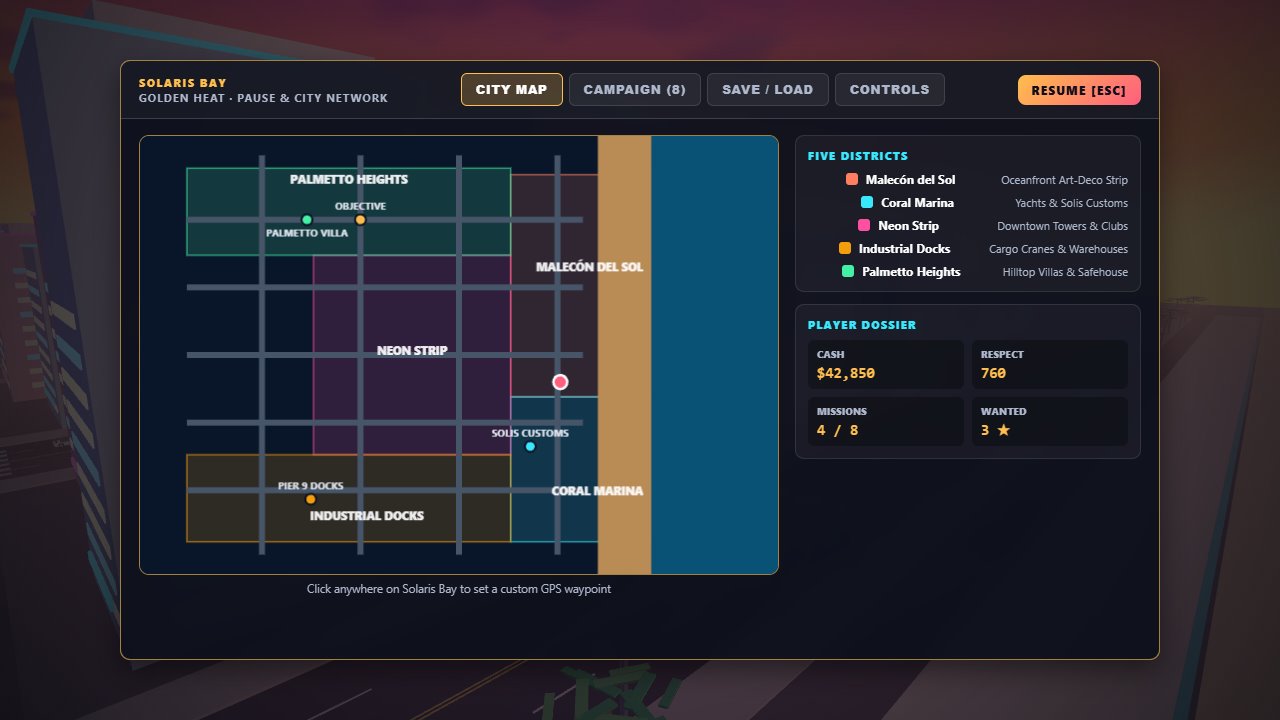 SOLARIS BAY
GOLDEN HEAT · PAUSE & CITY NETWORK
CITY MAP
CAMPAIGN (8)
SAVE / LOAD
CONTROLS
RESUME [ESC]
PALMETTO HEIGHTS
OBJECTIVE
PALMETTO VILLA
MALECÓN DEL SOL
NEON STRIP
SOLIS CUSTOMS
PIER 9 DOCKS
CORAL MARINA
INDUSTRIAL DOCKS
Click anywhere on Solaris Bay to set a custom GPS waypoint
FIVE DISTRICTS
Malecón del Sol Oceanfront Art-Deco Strip
Coral Marina Yachts & Solis Customs
Neon Strip Downtown Towers & Clubs
Industrial Docks Cargo Cranes & Warehouses
Palmetto Heights Hilltop Villas & Safehouse
PLAYER DOSSIER
CASH
$42,850
RESPECT
760
MISSIONS
4 / 8
WANTED
3 ★